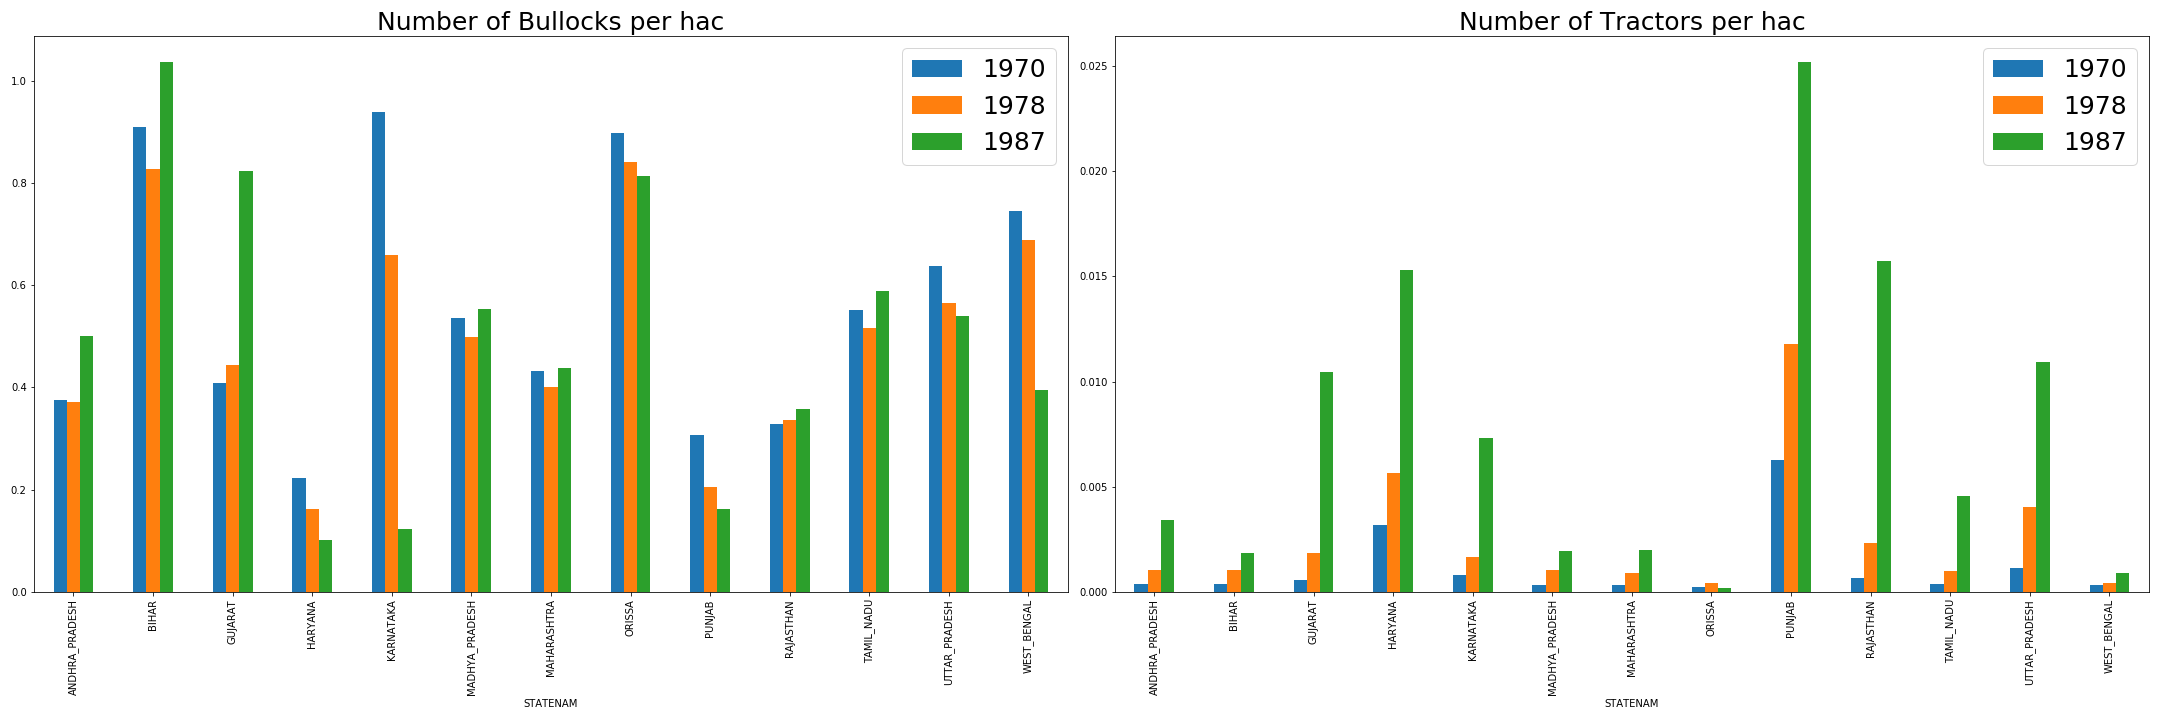 Number of Bullocks per hac
1970
1978
1987
1.0
0.8
0.6
0.4
0.2
0.0
ANDHRA_PRADESH
BIHAR
GUJARAT
HARYANA
KARNATAKA
MADHYA_PRADESH
MAHARASHTRA
ORISSA
PUNJAB
RAJASTHAN
TAMIL_NADU
UTTAR_PRADESH
WEST_BENGAL
STATENAM
Number of Tractors per hac
1970
1978
1987
0.025
0.020
0.015
0.010
0.005
0.000
ANDHRA_PRADESH
BIHAR
GUJARAT
HARYANA
KARNATAKA
MADHYA_PRADESH
MAHARASHTRA
ORISSA
PUNJAB
RAJASTHAN
TAMIL_NADU
UTTAR_PRADESH
WEST_BENGAL
STATENAM